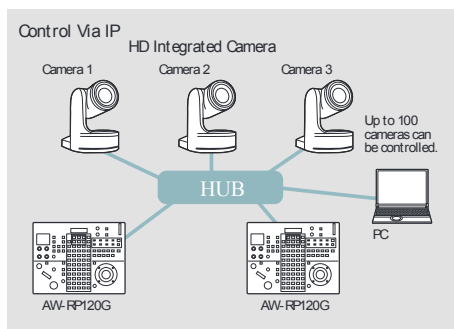 Control Via IP
HD Integrated Camera
Camera 1
Camera 2
Camera 3
Up to 100
cameras can
be controlled.
HUB
PC
AW-RP120G
AW-RP120G